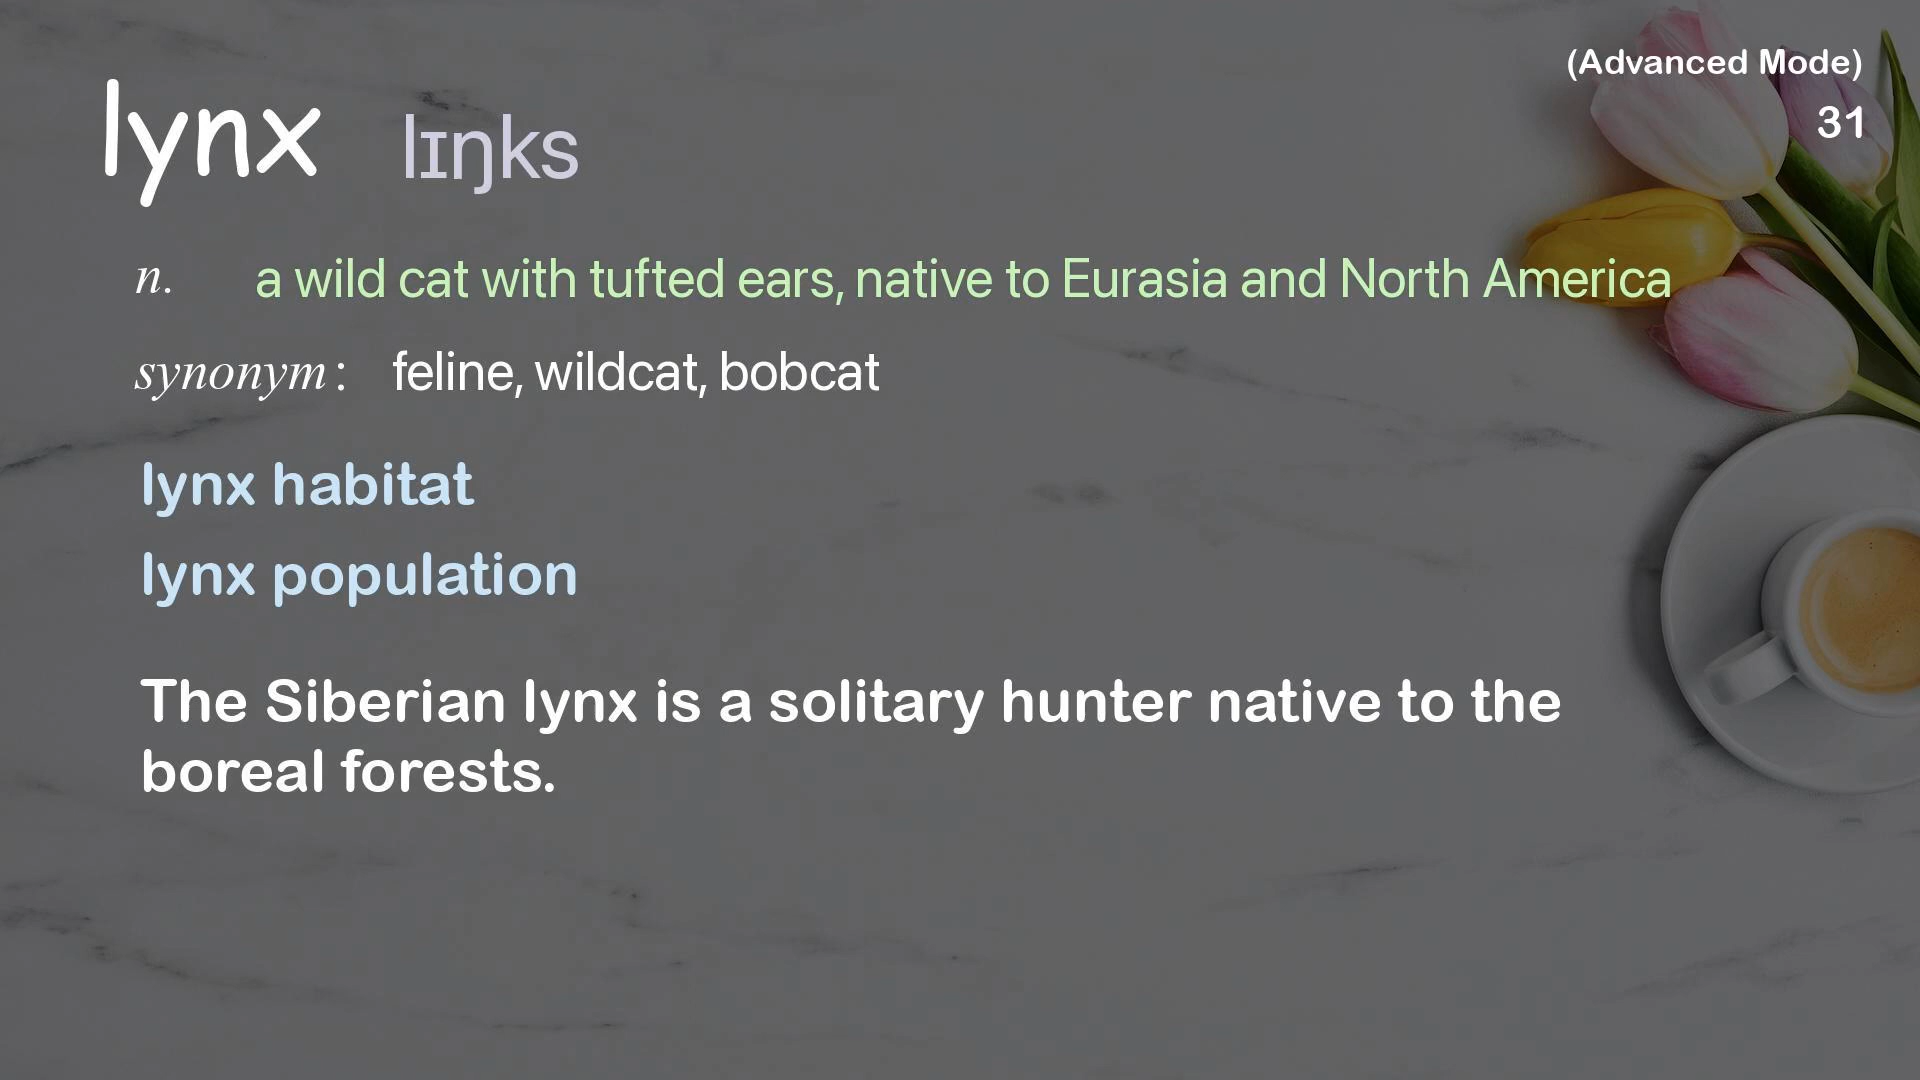 (Advanced Mode)
31
lynx lɪŋks
n. a wild cat with tufted ears, native to Eurasia and North America
synonym : feline, wildcat, bobcat
lynx habitat
lynx population
The Siberian lynx is a solitary hunter native to the
boreal forests.